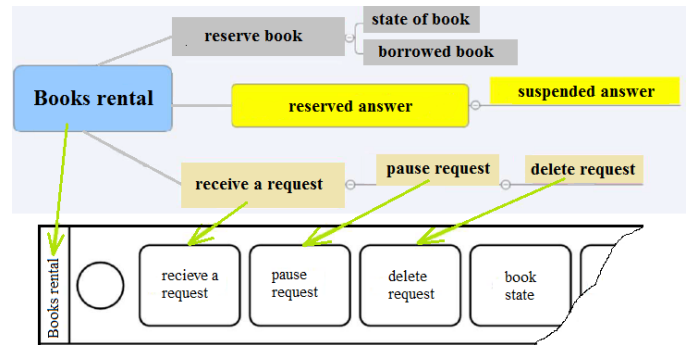 reserve book
state of book
borrowed book
Books rental
reserved answer
suspended answer
receive a request
pause request
delete request
Books rental
recieve a
request
pause
request
delete
request
book
state